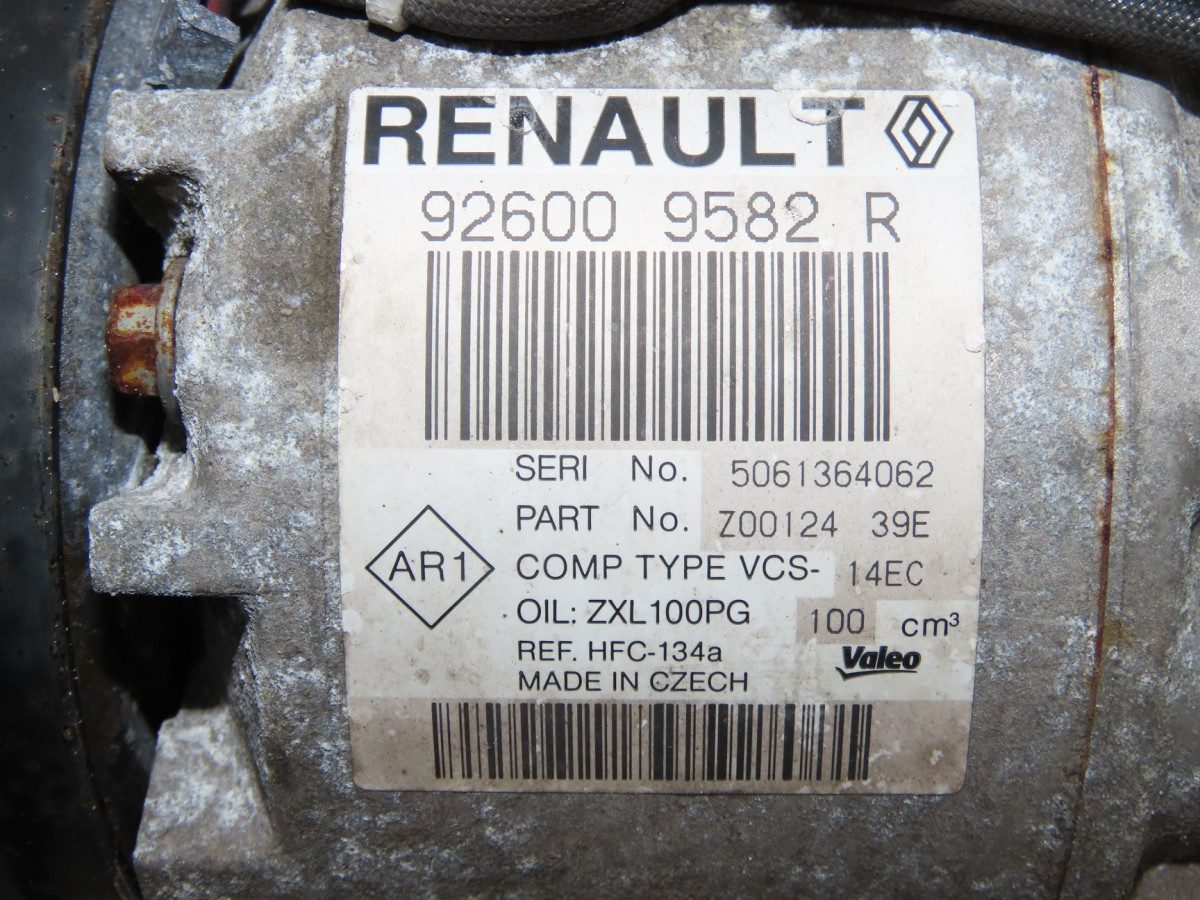 RENAULT
92600 9582 R
SERI No. 5061364062
PART No. Z00124 39E
AR1
COMP TYPE VCS- 14EC
OIL: ZXL100PG 100 cm³
REF. HFC-134a
Valeo
MADE IN CZECH